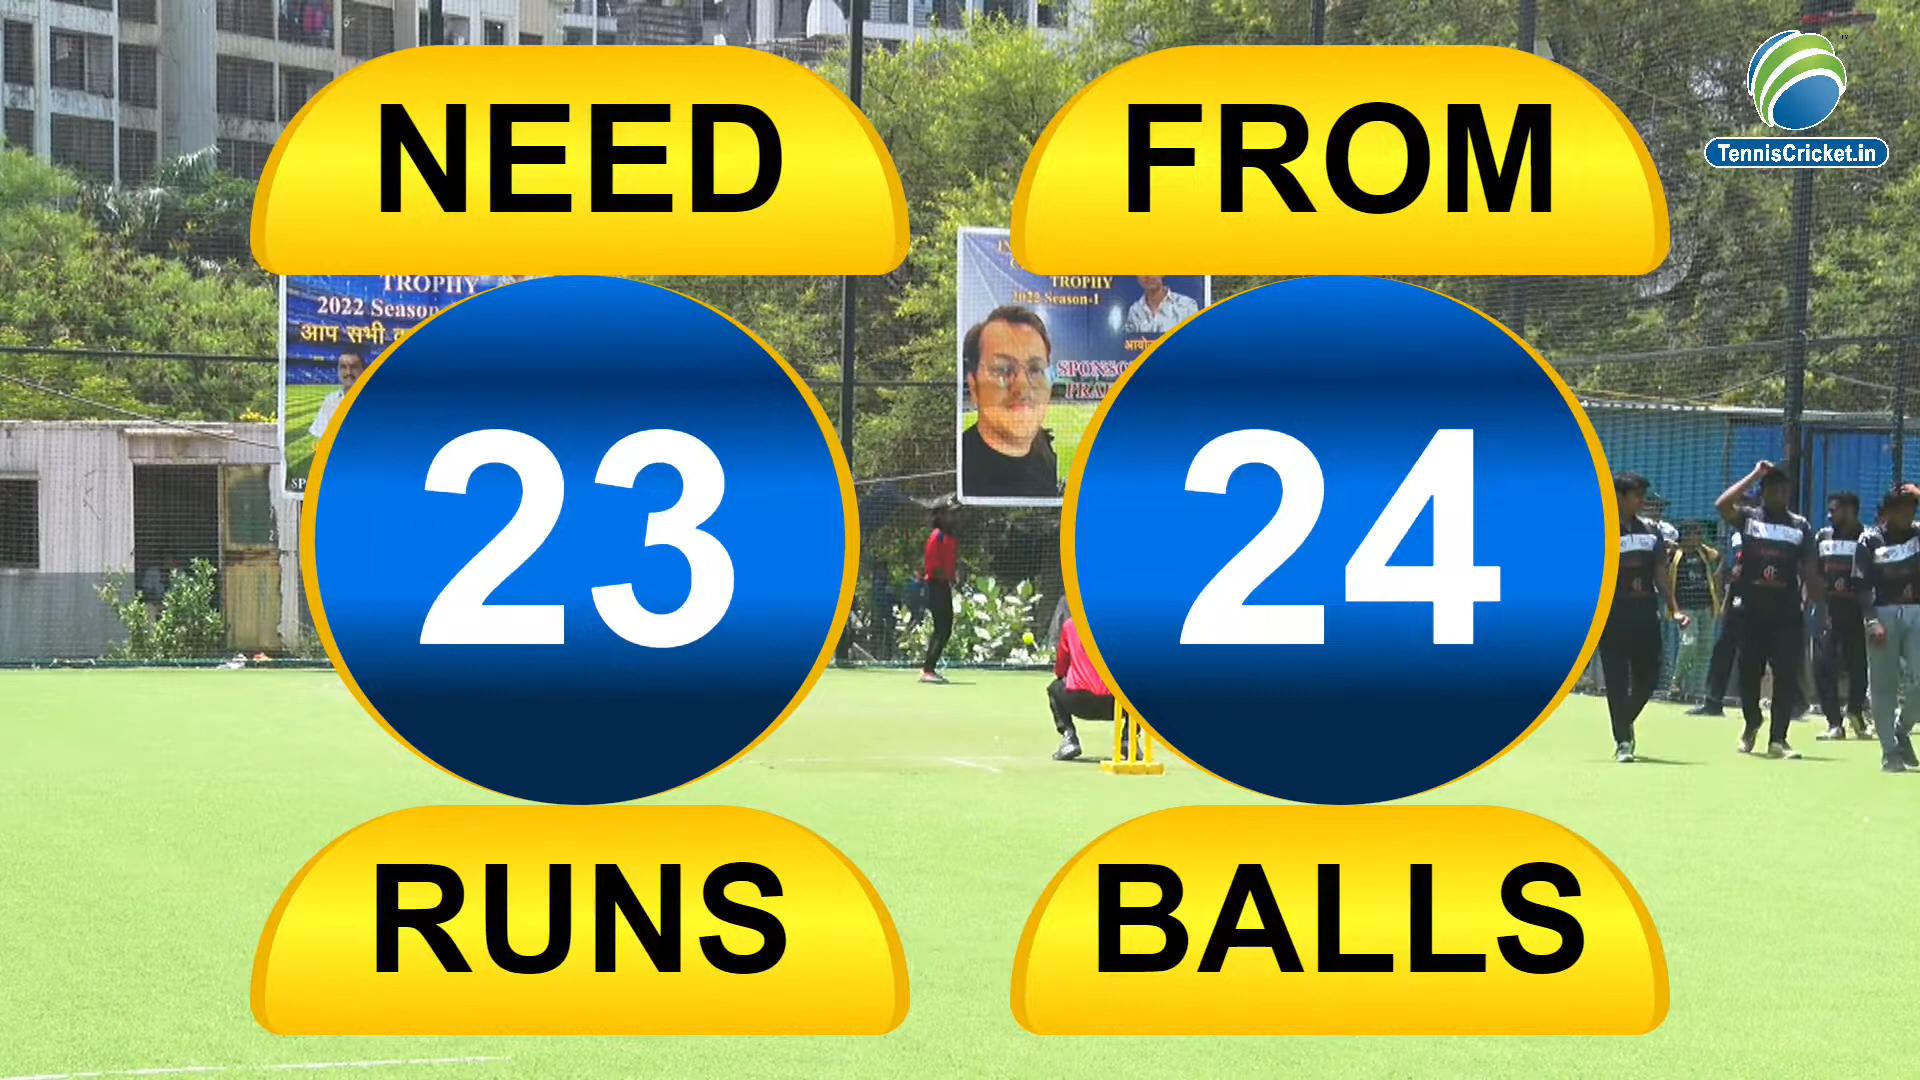 NEED
FROM
TennisCricket.in
TROPHY
2022 Season
आप सभी
TROPHY
2022 Season-1
23
24
RUNS
BALLS